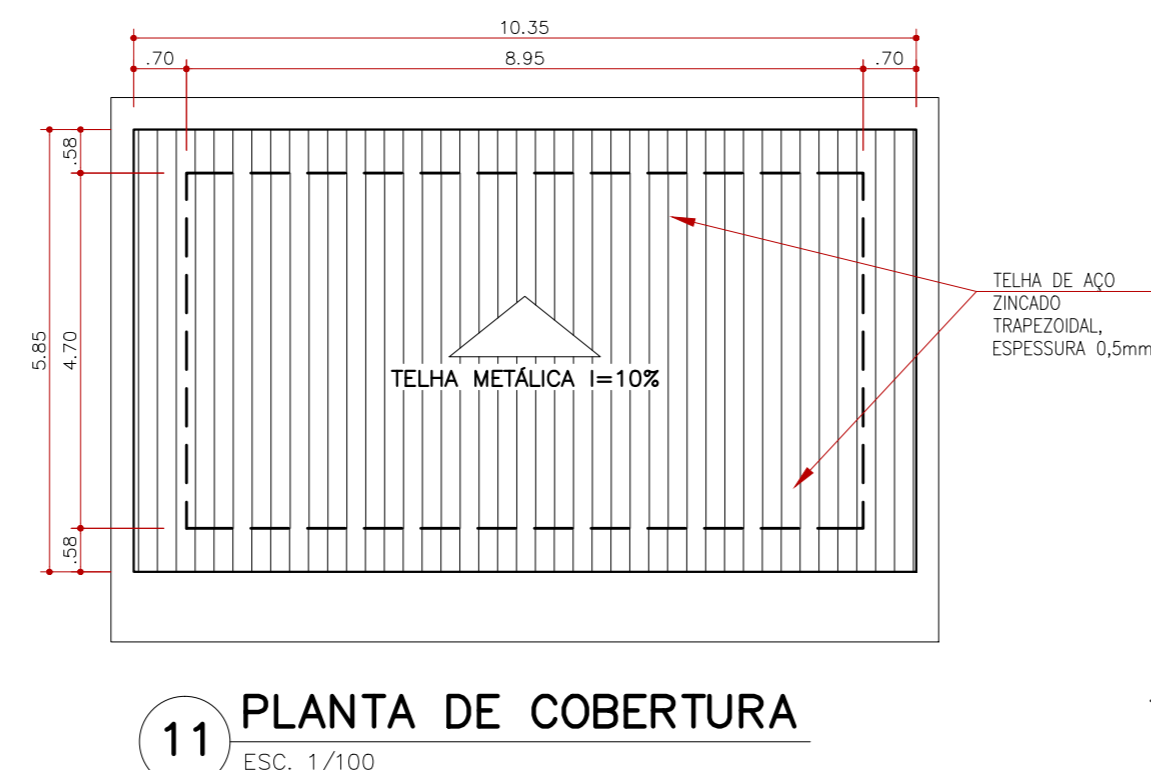 10.35
.70
8.95
.70
.58
5.85
4.70
.58
TELHA METÁLICA I=10%
TELHA DE AÇO
ZINCADO
TRAPEZOIDAL,
ESPESSURA 0,5mm
11
PLANTA DE COBERTURA
ESC. 1/100